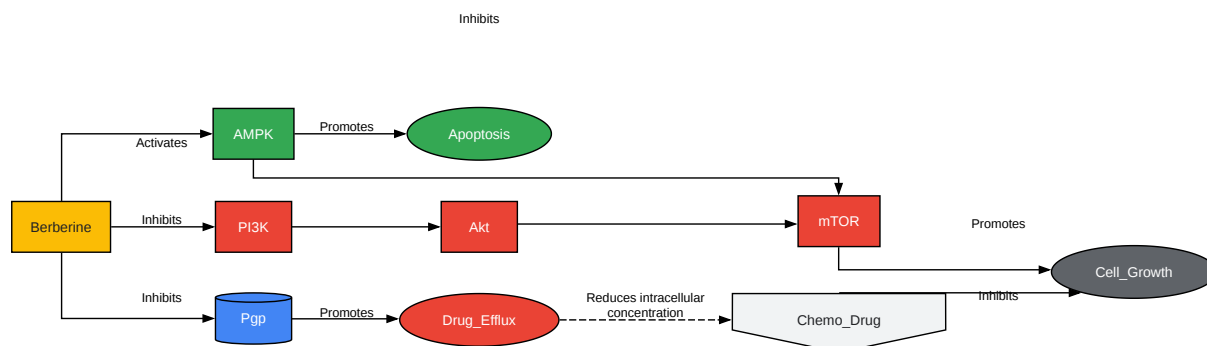 Inhibits
AMPK
Promotes
Apoptosis
Activates
Berberine
Inhibits
PI3K
Akt
mTOR
Promotes
Cell_Growth
Inhibits
Pgp
Promotes
Drug_Efflux
Reduces intracellular
concentration
Chemo_Drug
Inhibits